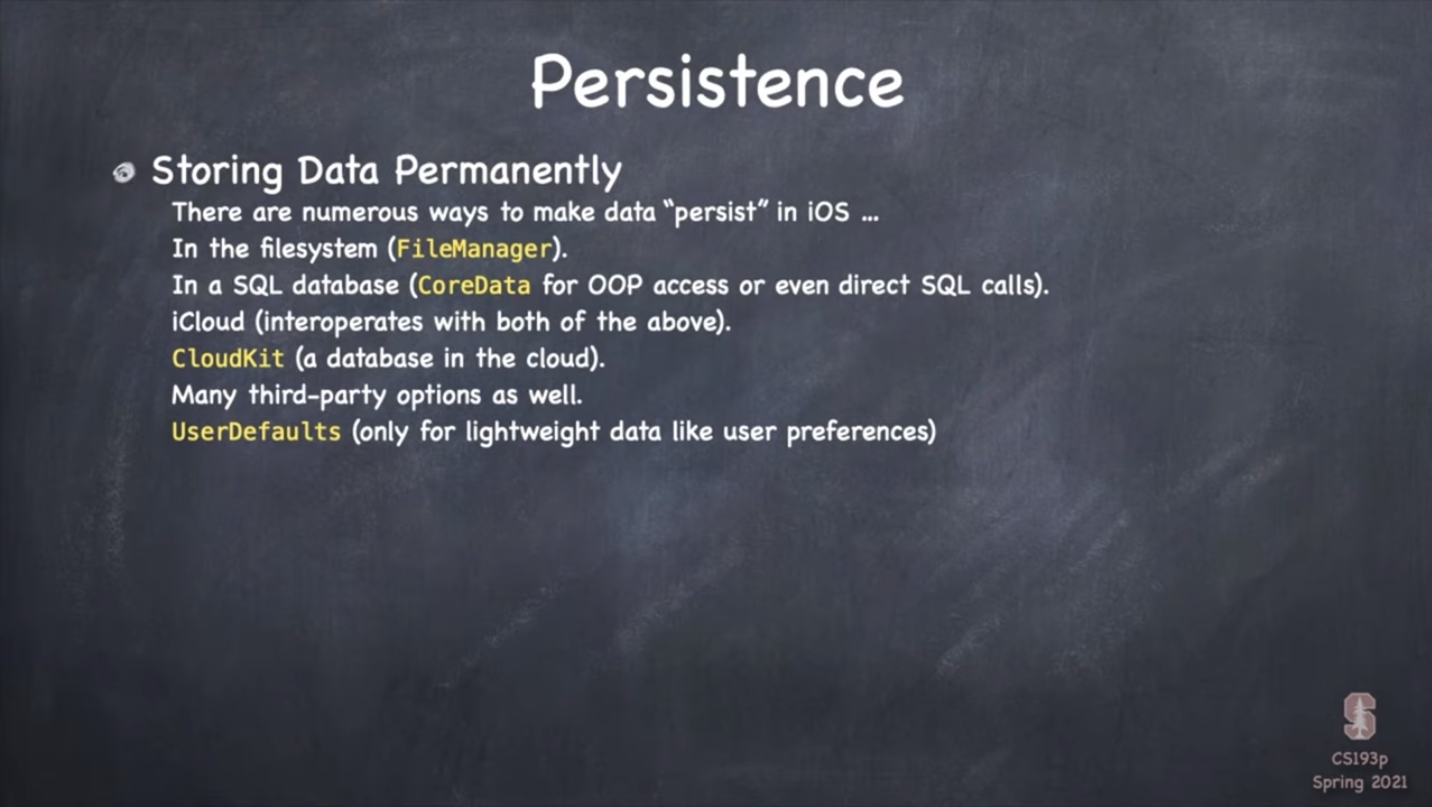 Persistence
Storing Data Permanently
There are numerous ways to make data “persist” in iOS ...
In the filesystem (FileManager).
In a SQL database (CoreData for OOP access or even direct SQL calls).
iCloud (interoperates with both of the above).
CloudKit (a database in the cloud).
Many third-party options as well.
UserDefaults (only for lightweight data like user preferences)
S
CS193p
Spring 2021